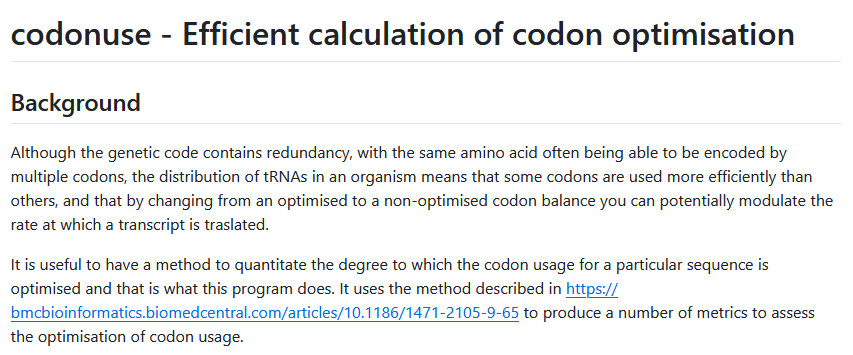 codonuse - Efficient calculation of codon optimisation
Background
Although the genetic code contains redundancy, with the same amino acid often being able to be encoded by
multiple codons, the distribution of tRNAs in an organism means that some codons are used more efficiently than
others, and that by changing from an optimised to a non-optimised codon balance you can potentially modulate the
rate at which a transcript is traslated.
It is useful to have a method to quantitate the degree to which the codon usage for a particular sequence is
optimised and that is what this program does. It uses the method described in https://
bmcbioinformatics.biomedcentral.com/articles/10.1186/1471-2105-9-65 to produce a number of metrics to assess
the optimisation of codon usage.